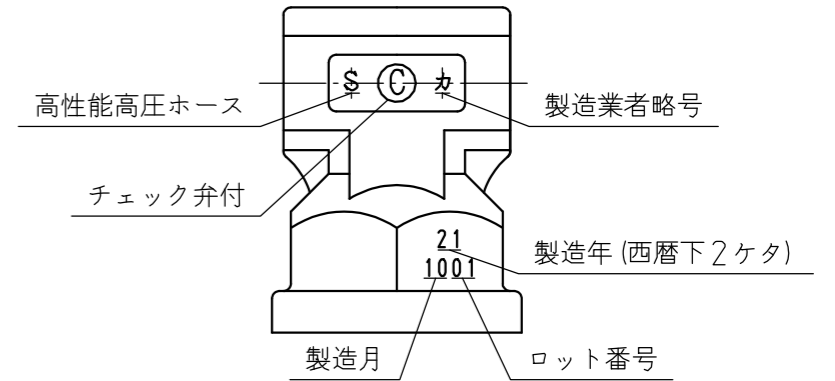 S C カ
高性能高圧ホース
製造業者略号
チェック弁付
21
製造年(西暦下2ケタ)
1001
製造月
ロット番号